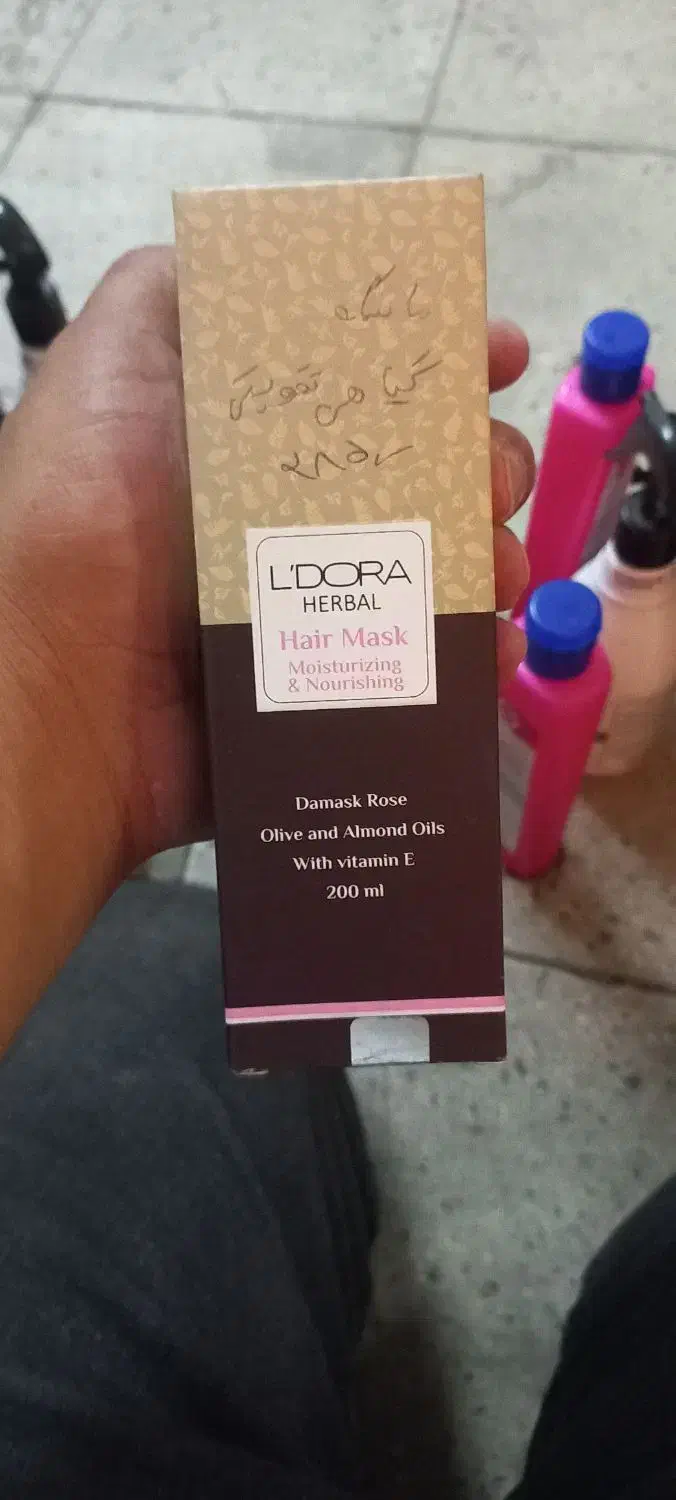 ماسک
گیاهی تقویتی
L'DORA
HERBAL
Hair Mask
Moisturizing
& Nourishing
Damask Rose
Olive and Almond Oils
With vitamin E
200 ml